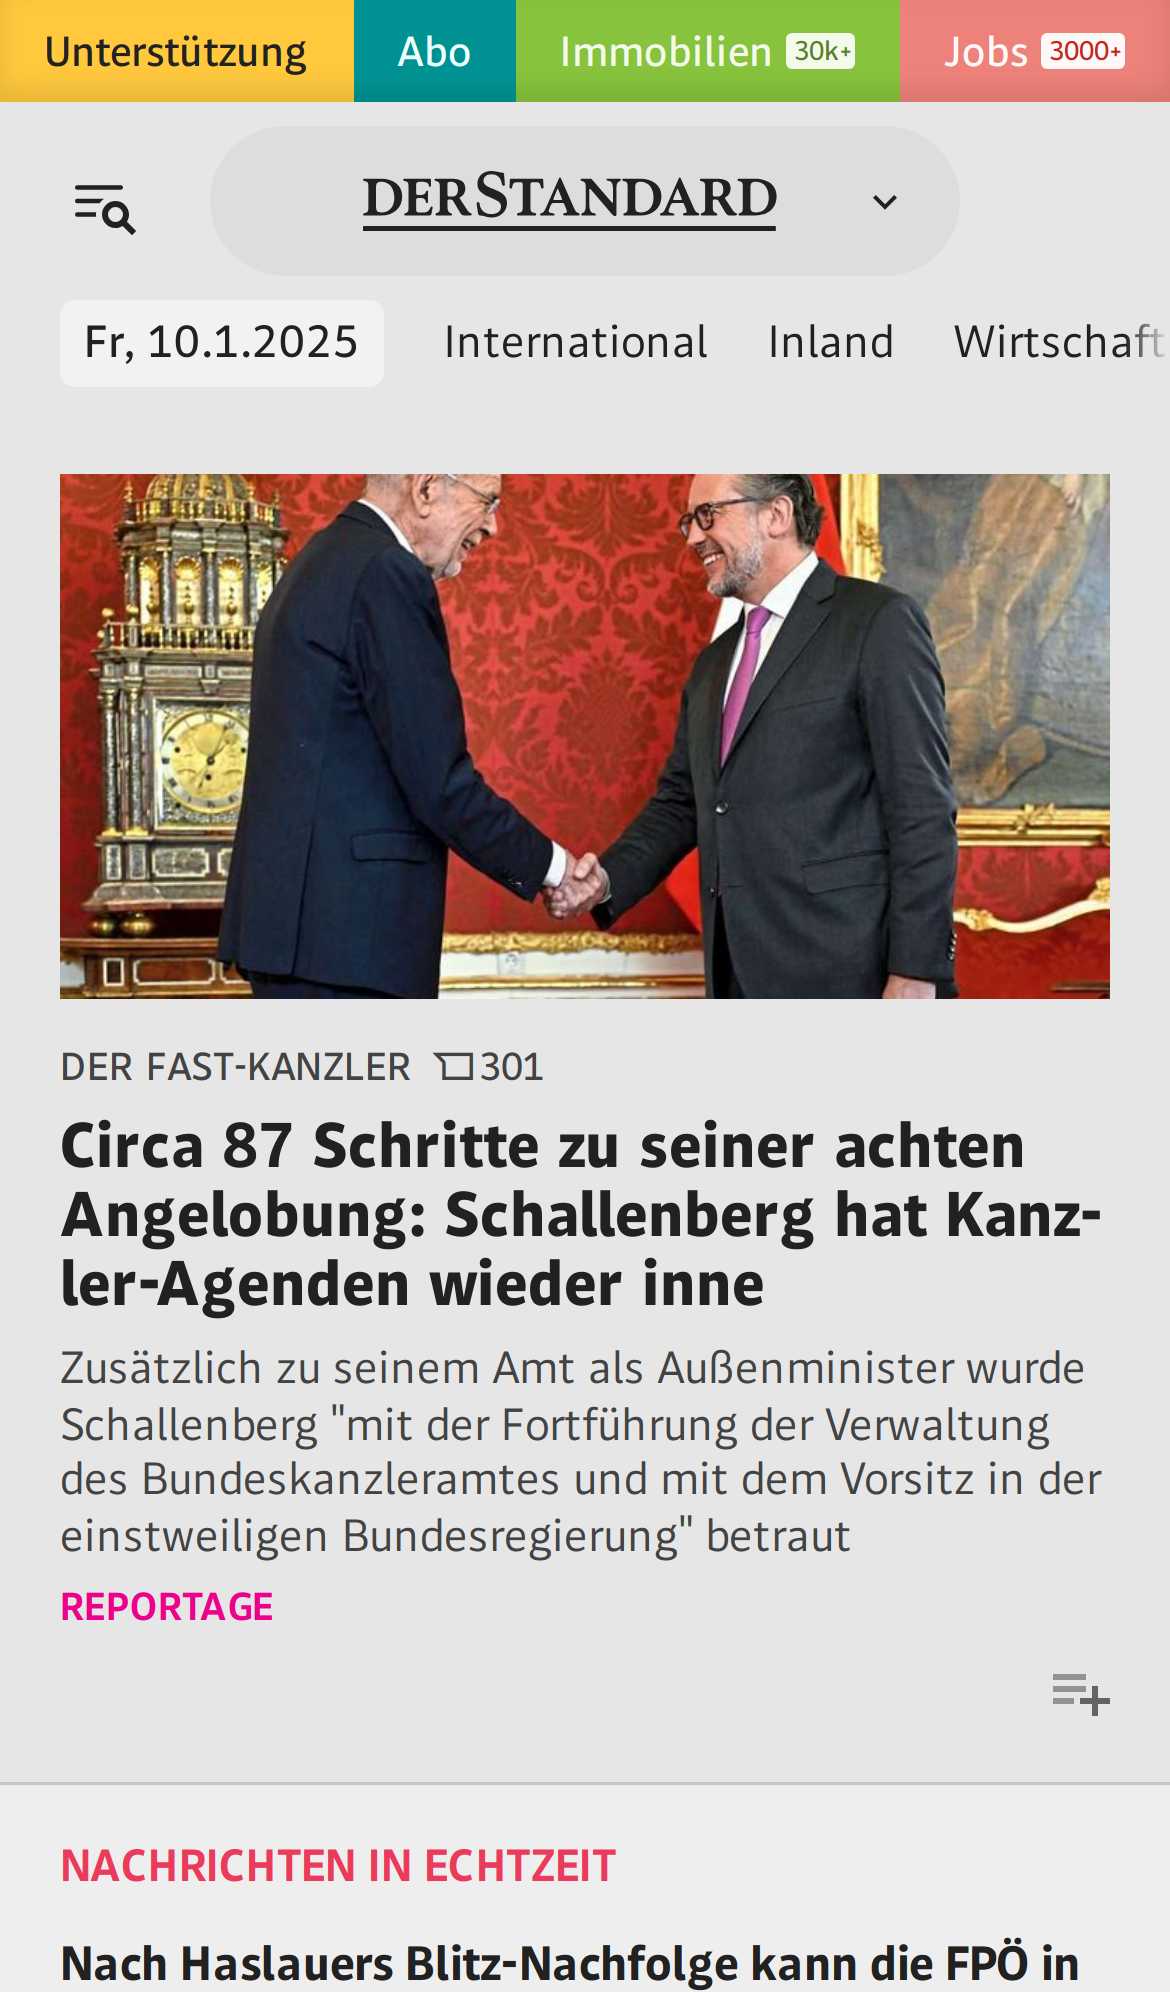 Unterstützung
Abo
Immobilien 30k+
Jobs 3000+
DERSTANDARD
Fr, 10.1.2025
International
Inland
Wirtschaft
DER FAST-KANZLER 301
Circa 87 Schritte zu seiner achten
Angelobung: Schallenberg hat Kanz-
ler-Agenden wieder inne
Zusätzlich zu seinem Amt als Außenminister wurde
Schallenberg "mit der Fortführung der Verwaltung
des Bundeskanzleramtes und mit dem Vorsitz in der
einstweiligen Bundesregierung" betraut
REPORTAGE
NACHRICHTEN IN ECHTZEIT
Nach Haslauers Blitz-Nachfolge kann die FPÖ in